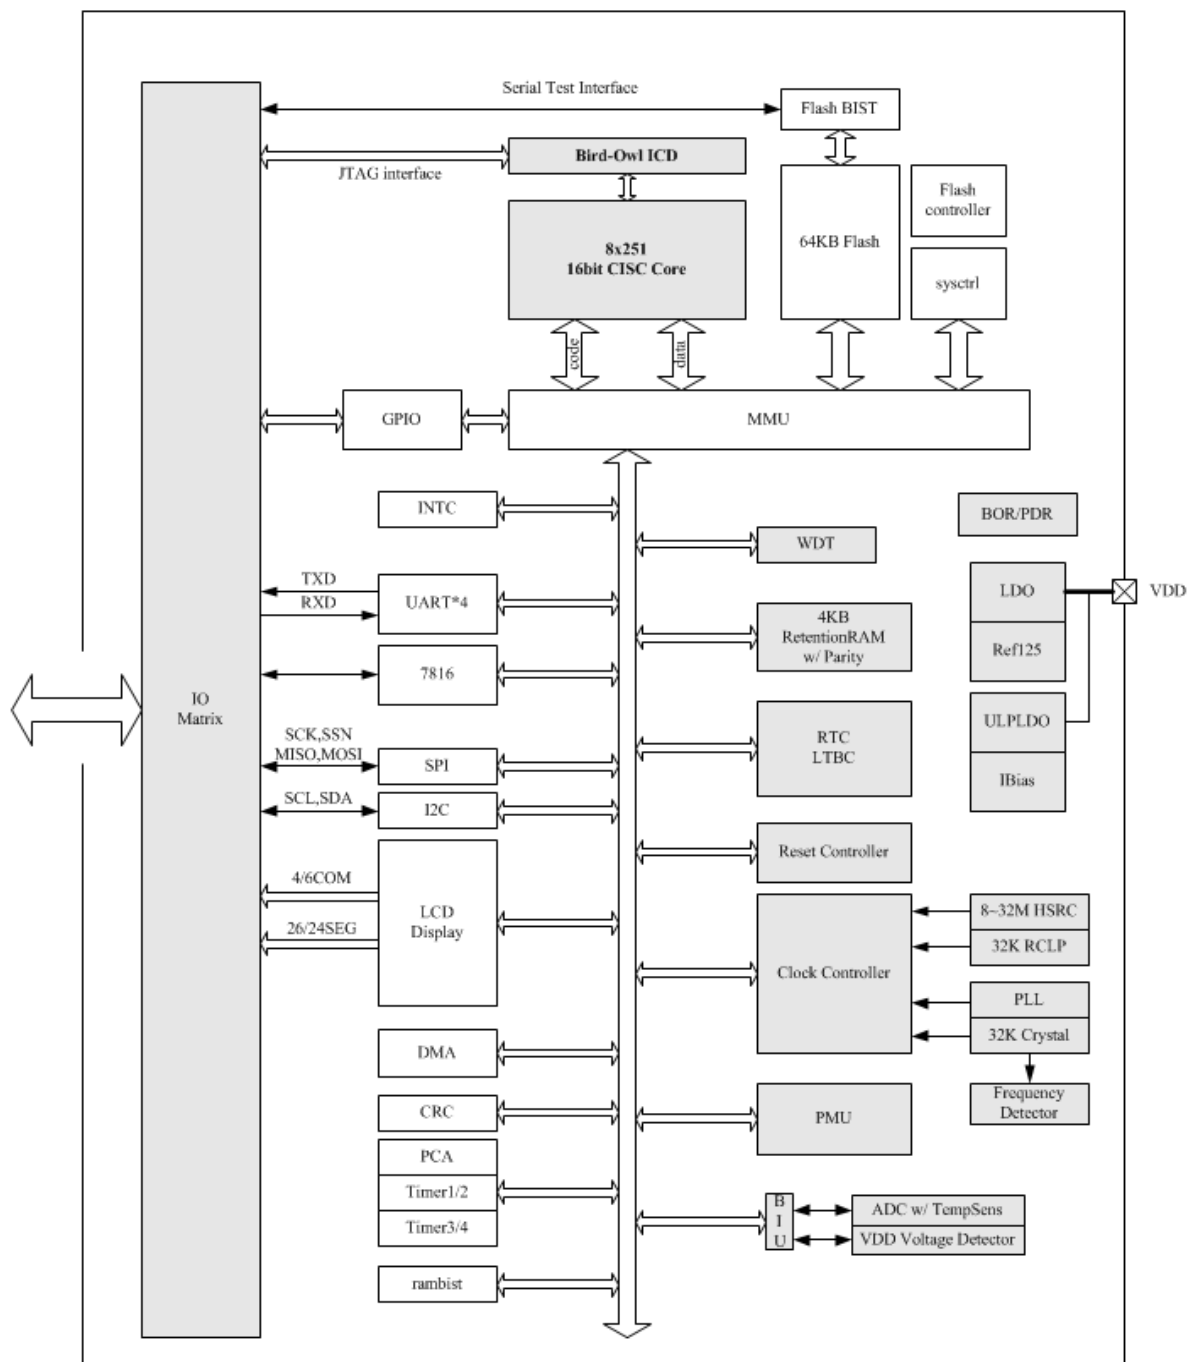 Serial Test Interface
Flash BIST
Bird-Owl ICD
JTAG interface
Flash
controller
8x251
16bit CISC Core
64KB Flash
sysctrl
code
data
GPIO
MMU
INTC
BOR/PDR
WDT
TXD
RXD
UART*4
LDO
VDD
4KB
RetentionRAM
w/ Parity
Ref125
7816
IO
Matrix
ULPLDO
RTC
LTBC
SCK,SSN
MISO,MOSI
SPI
IBias
SCL,SDA
I2C
Reset Controller
4/6COM
26/24SEG
LCD
Display
8~32M HSRC
32K RCLP
Clock Controller
PLL
32K Crystal
DMA
Frequency
Detector
CRC
PMU
PCA
Timer1/2
Timer3/4
B
I
U
ADC w/ TempSens
VDD Voltage Detector
rambist